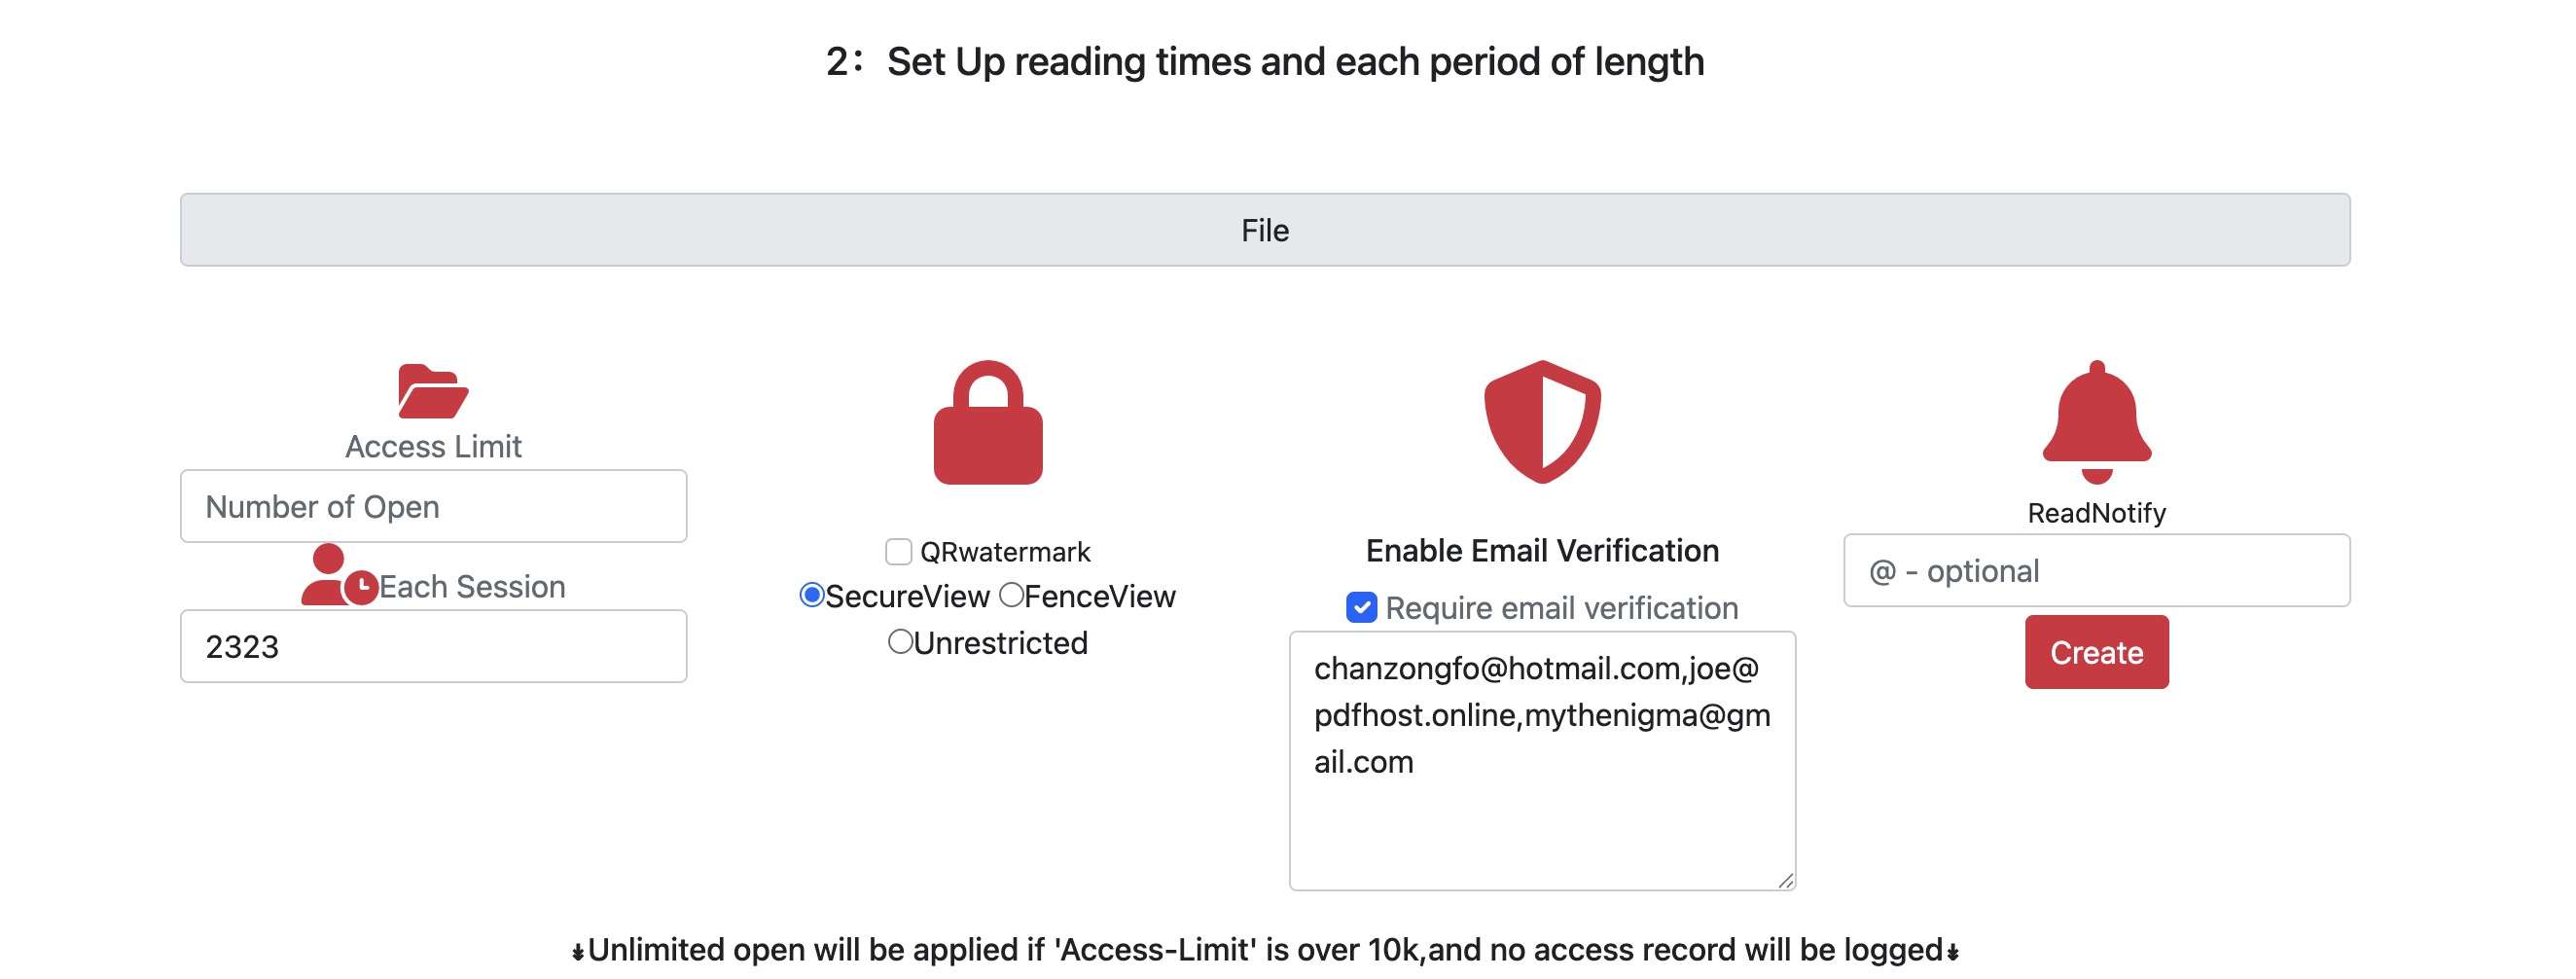 2: Set Up reading times and each period of length
File
Access Limit
Number of Open
Each Session
2323
QRwatermark
SecureView FenceView
Unrestricted
Enable Email Verification
Require email verification
chanzongfo@hotmail.com,joe@
pdfhost.online,mythenigma@gm
ail.com
ReadNotify
@ - optional
Create
↡Unlimited open will be applied if 'Access-Limit' is over 10k,and no access record will be logged↡